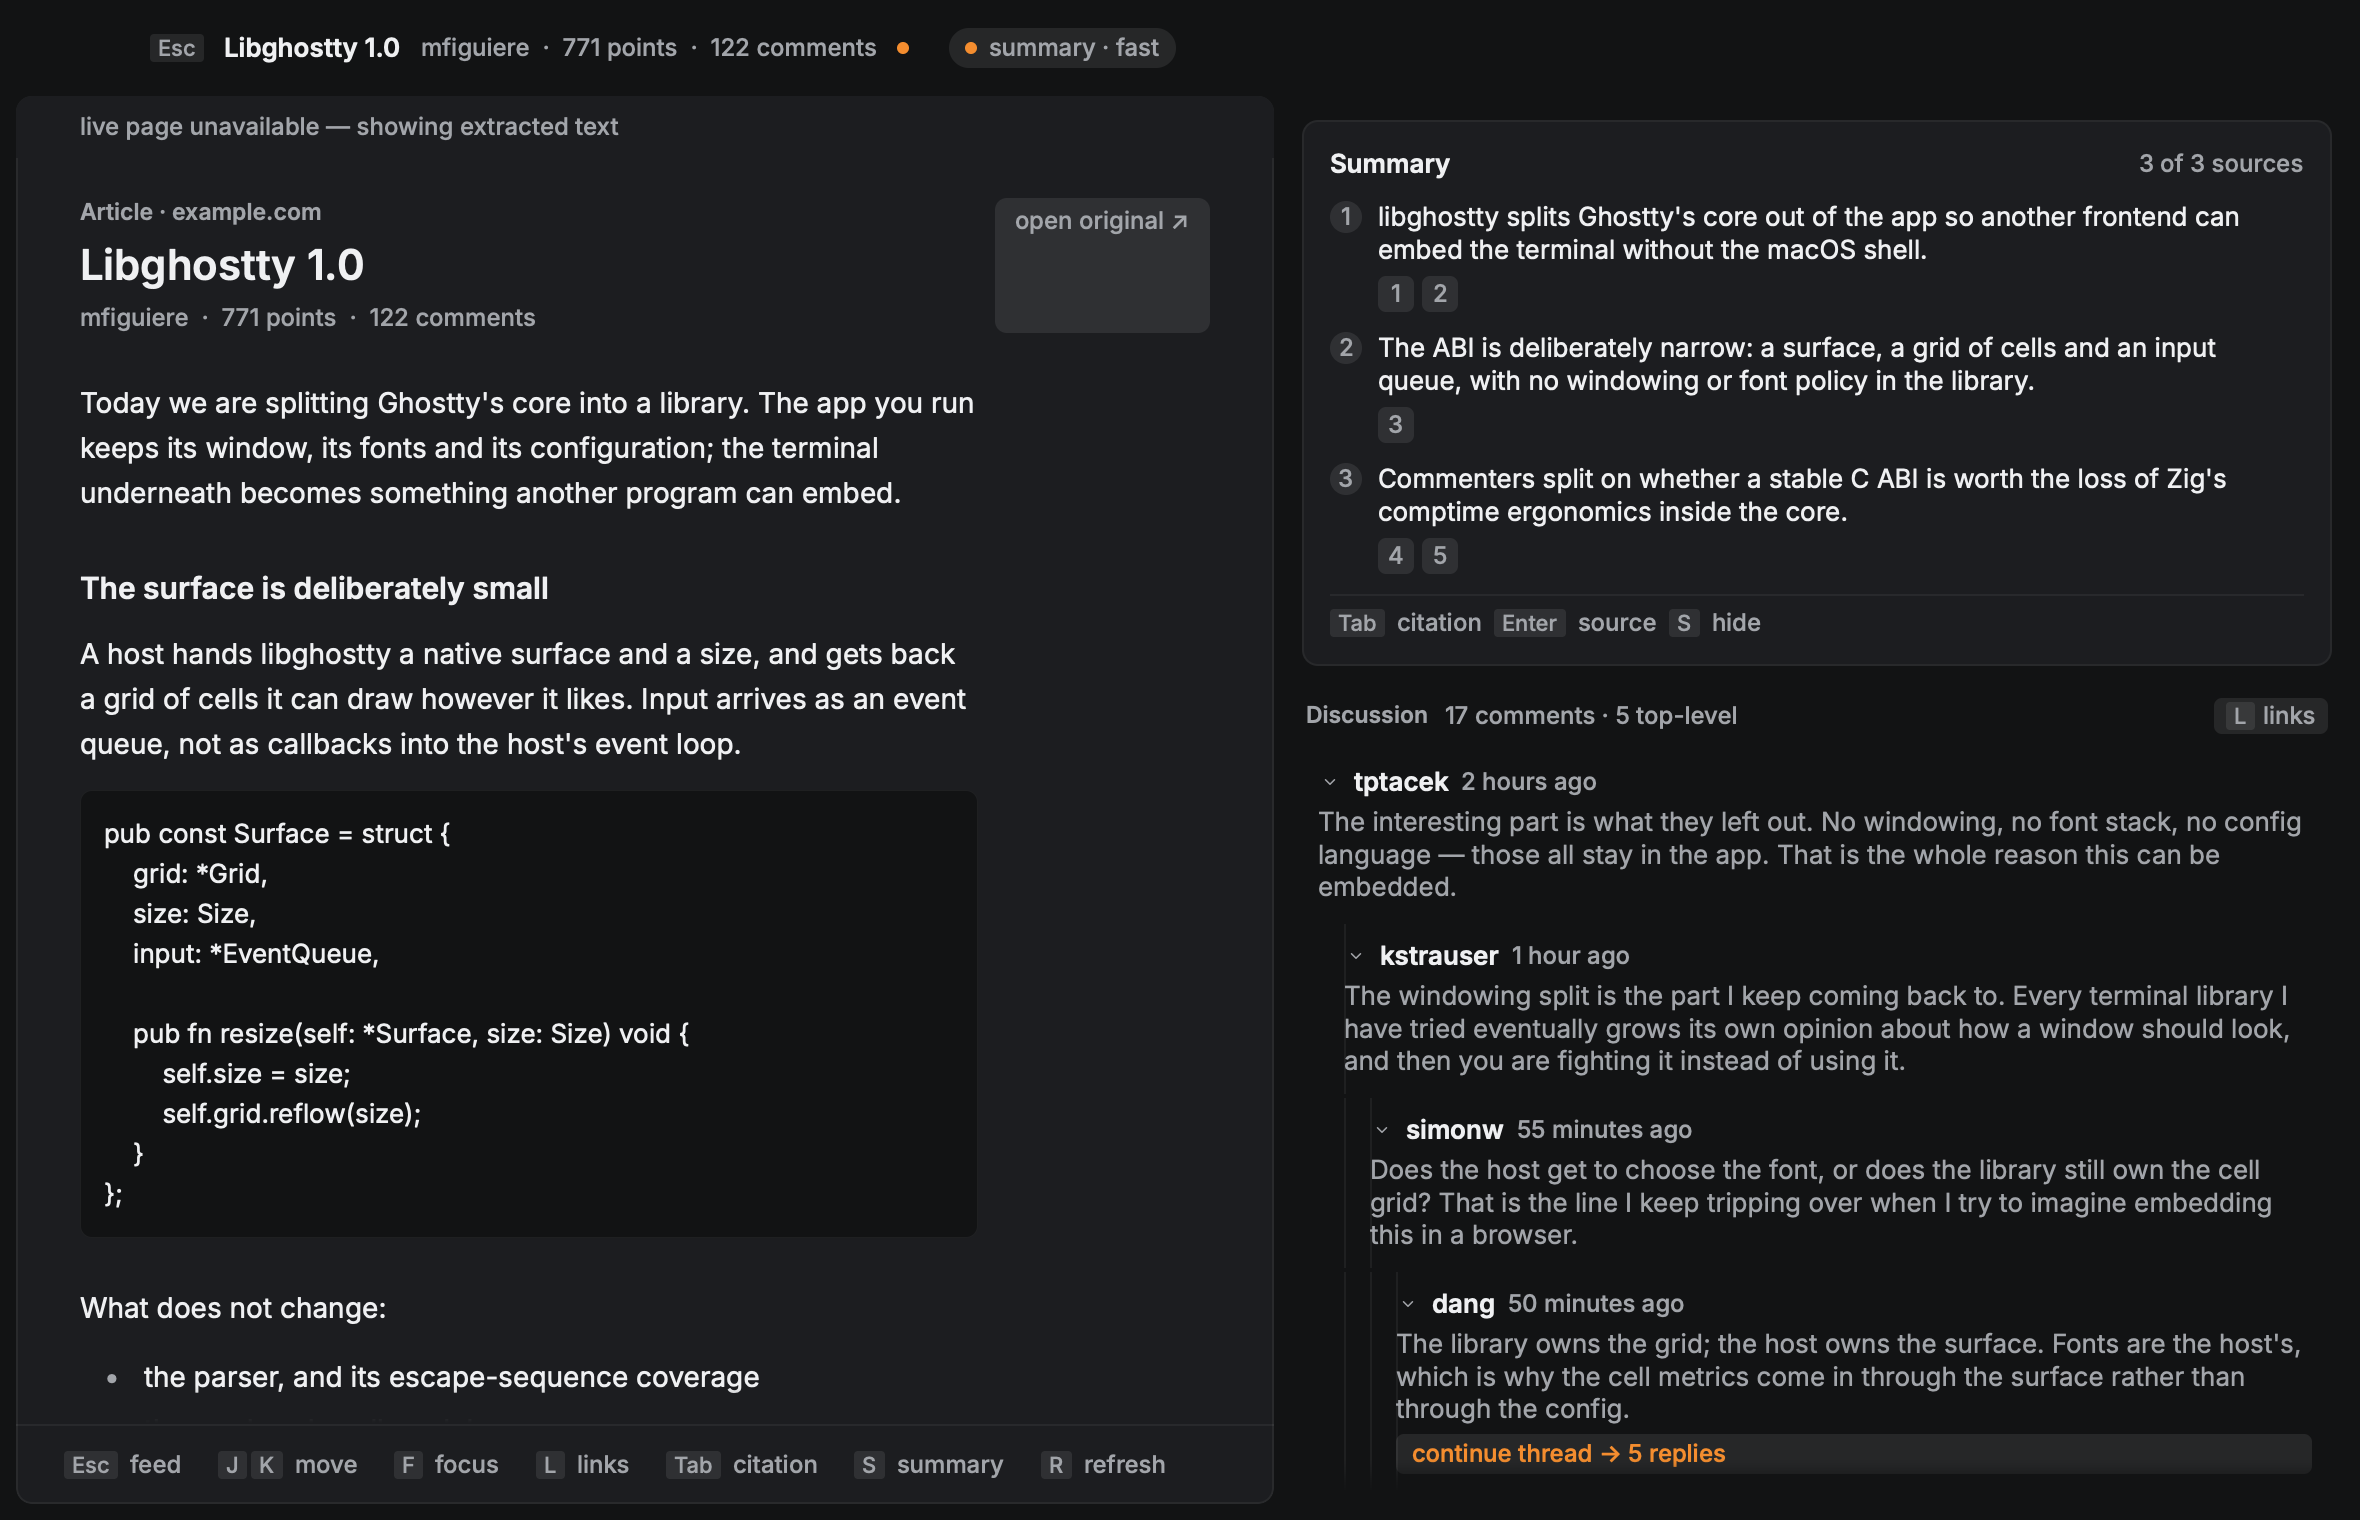 Esc Libghostty 1.0 mfiguiere · 771 points · 122 comments summary · fast
live page unavailable — showing extracted text
Article · example.com
open original ↗
Libghostty 1.0
mfiguiere · 771 points · 122 comments
Today we are splitting Ghostty's core into a library. The app you run
keeps its window, its fonts and its configuration; the terminal
underneath becomes something another program can embed.
The surface is deliberately small
A host hands libghostty a native surface and a size, and gets back
a grid of cells it can draw however it likes. Input arrives as an event
queue, not as callbacks into the host's event loop.
pub const Surface = struct {
    grid: *Grid,
    size: Size,
    input: *EventQueue,

    pub fn resize(self: *Surface, size: Size) void {
        self.size = size;
        self.grid.reflow(size);
    }
};
What does not change:
• the parser, and its escape-sequence coverage
Esc feed J K move F focus L links Tab citation S summary R refresh
Summary 3 of 3 sources
1 libghostty splits Ghostty's core out of the app so another frontend can
embed the terminal without the macOS shell.
1 2
2 The ABI is deliberately narrow: a surface, a grid of cells and an input
queue, with no windowing or font policy in the library.
3
3 Commenters split on whether a stable C ABI is worth the loss of Zig's
comptime ergonomics inside the core.
4 5
Tab citation Enter source S hide
Discussion 17 comments · 5 top-level L links
tptacek 2 hours ago
The interesting part is what they left out. No windowing, no font stack, no config
language — those all stay in the app. That is the whole reason this can be
embedded.
kstrauser 1 hour ago
The windowing split is the part I keep coming back to. Every terminal library I
have tried eventually grows its own opinion about how a window should look,
and then you are fighting it instead of using it.
simonw 55 minutes ago
Does the host get to choose the font, or does the library still own the cell
grid? That is the line I keep tripping over when I try to imagine embedding
this in a browser.
dang 50 minutes ago
The library owns the grid; the host owns the surface. Fonts are the host's,
which is why the cell metrics come in through the surface rather than
through the config.
continue thread → 5 replies